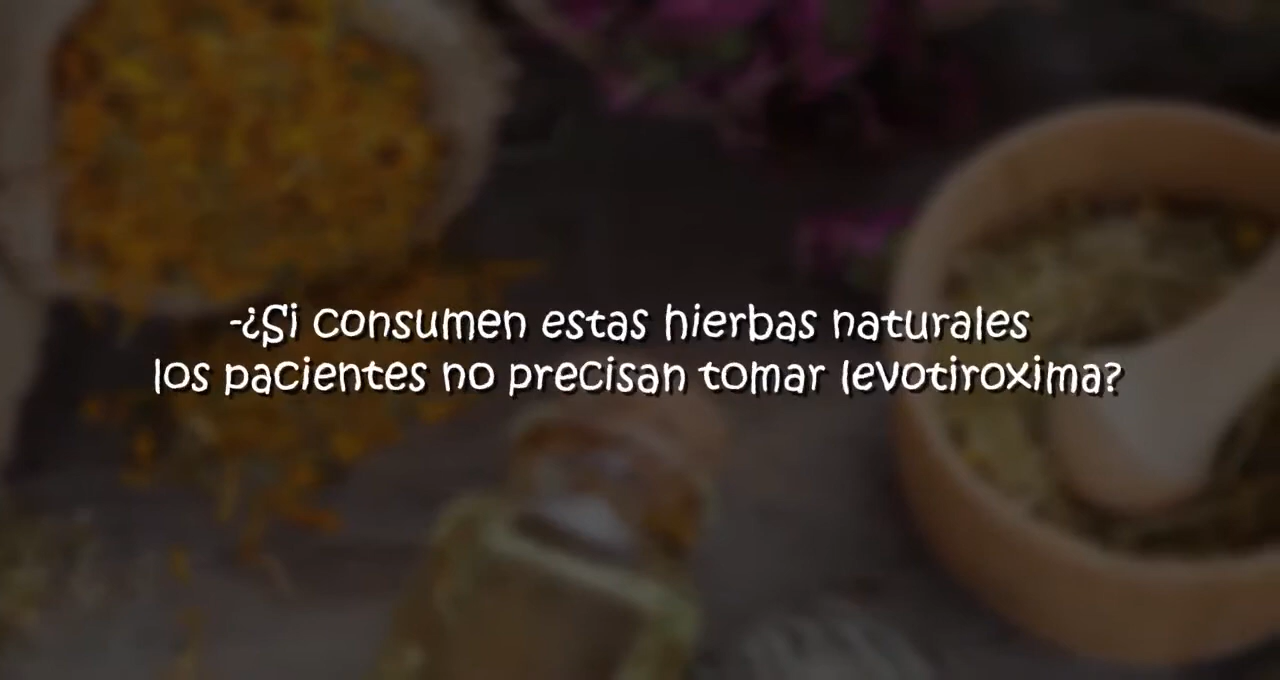 -¿Si consumen estas hierbas naturales
los pacientes no precisan tomar levotiroxima?